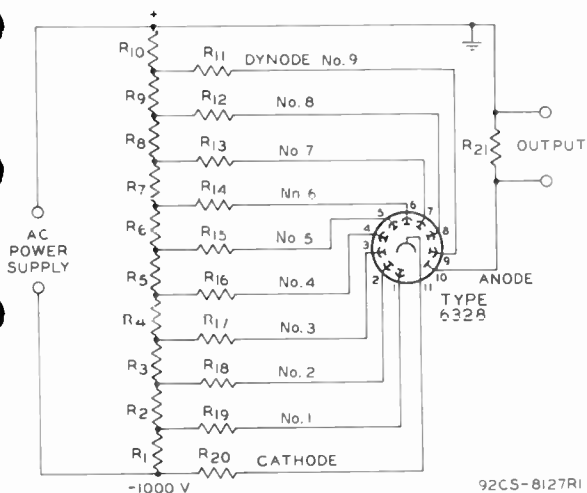 +
R10
R11 DYNODE No. 9
R9
R12 No. 8
R8
R13 No 7
R21 OUTPUT
R7
R14 No 6
5 6 7
4 8
R6
R15 No 5
3 9
AC
POWER
SUPPLY
R5
R16 No. 4
2 1 11 10 ANODE
TYPE
6328
R4
R17 No. 3
R3
R18 No. 2
R2
R19 No. 1
R1
R20 CATHODE
-1000 V
92CS-8127R1